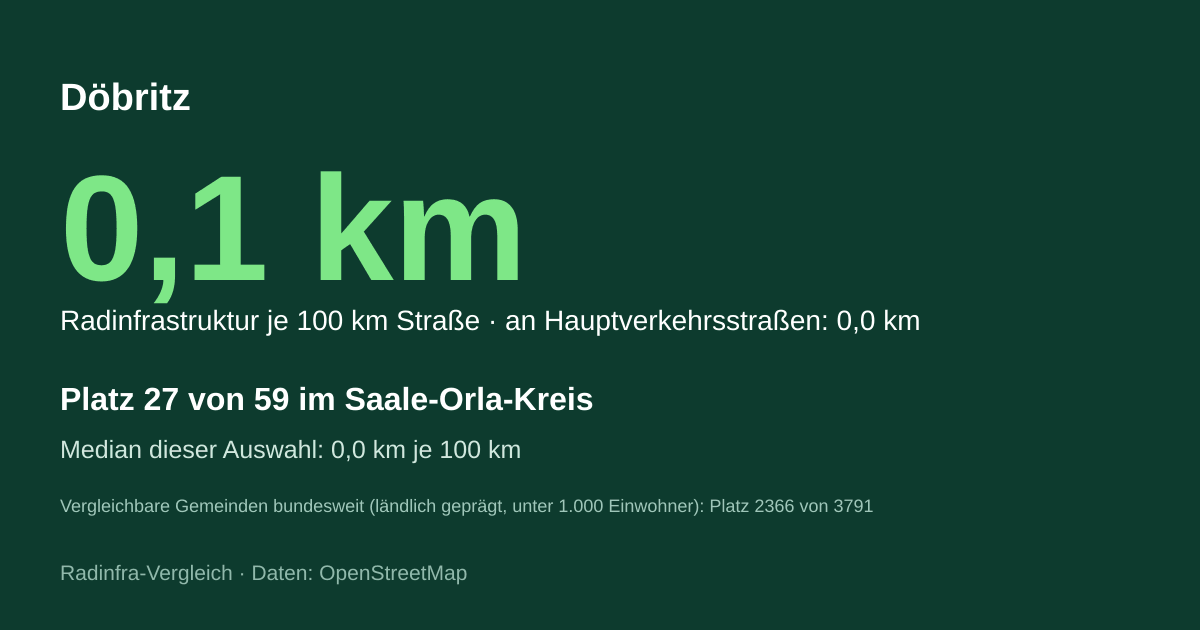 Döbritz
0,1 km
Radinfrastruktur je 100 km Straße · an Hauptverkehrsstraßen: 0,0 km
Platz 27 von 59 im Saale-Orla-Kreis
Median dieser Auswahl: 0,0 km je 100 km
Vergleichbare Gemeinden bundesweit (ländlich geprägt, unter 1.000 Einwohner): Platz 2366 von 3791
Radinfra-Vergleich · Daten: OpenStreetMap